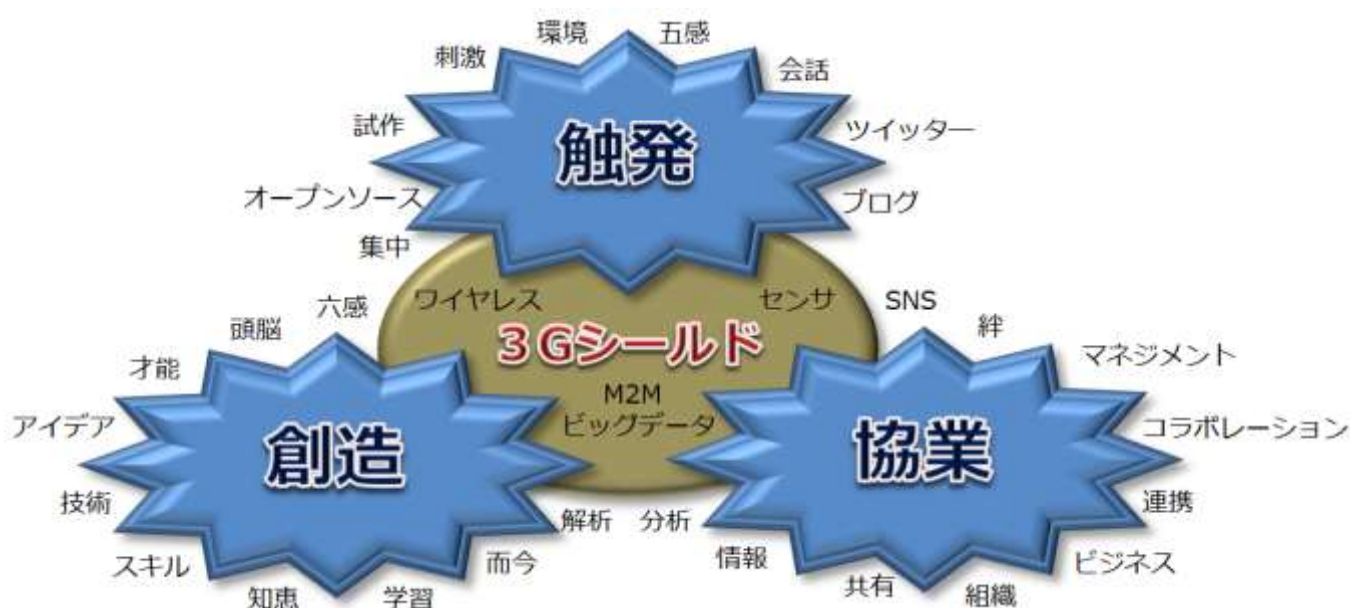 環境
五感
刺激
会話
試作
ツイッター
触発
オープンソース
ブログ
集中
ワイヤレス
センサ
SNS
六感
絆
頭脳
3Gシールド
マネジメント
才能
M2M
ビッグデータ
アイデア
コラボレーション
創造
協業
技術
連携
解析
分析
スキル
而今
情報
ビジネス
知恵
学習
共有
組織